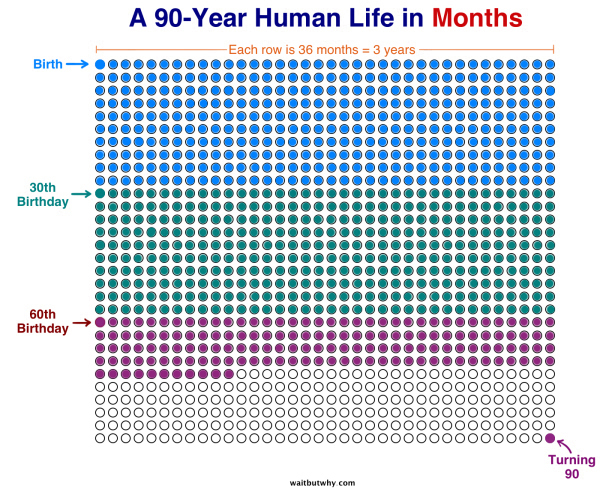 A 90-Year Human Life in Months
Each row is 36 months = 3 years
Birth
30th
Birthday
60th
Birthday
Turning
90
waitbutwhy.com